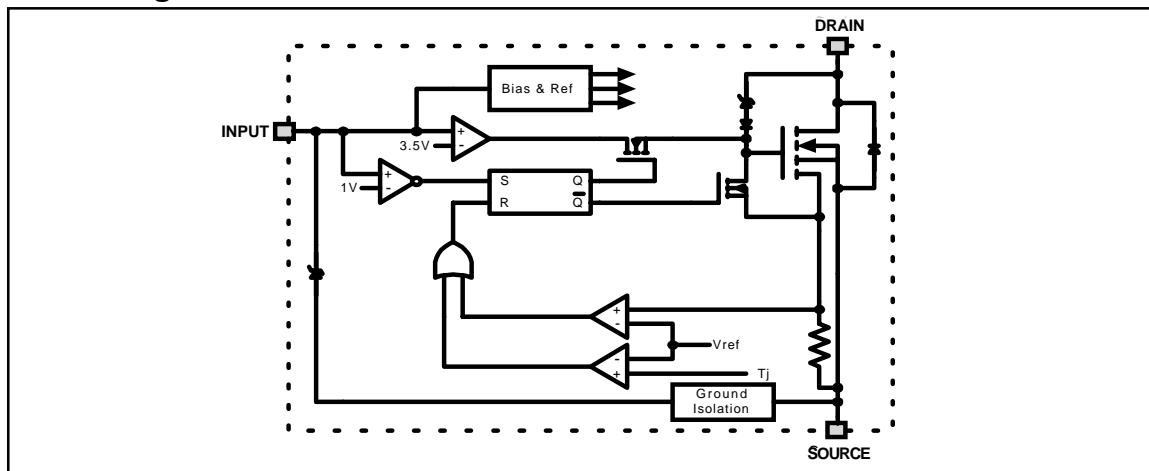 g
DRAIN
Bias & Ref
INPUT
+
3.5V
-
+
1V
-
S
Q
R
Q
+
-
Vref
-
+
Tj
Ground
Isolation
SOURCE